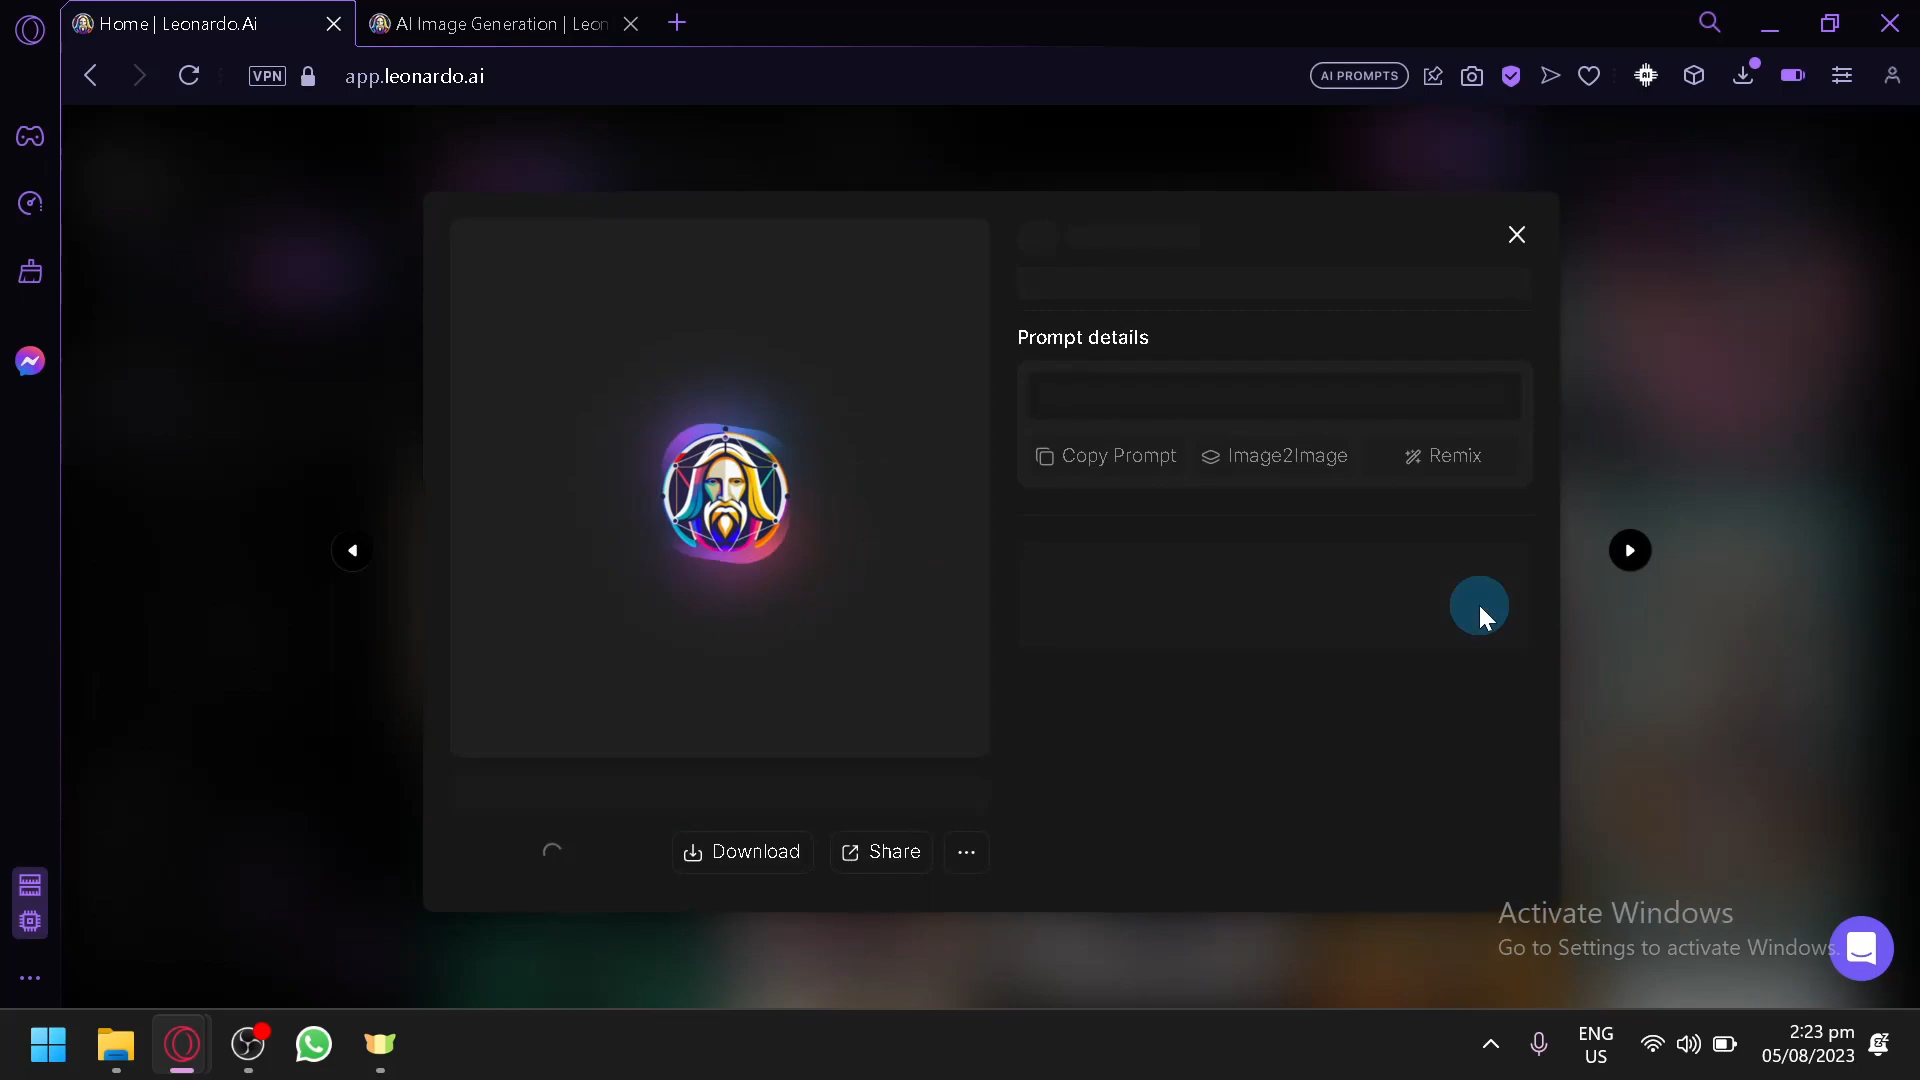 Home | Leonardo.Ai
AI Image Generation | Leon
VPN
app.leonardo.ai
AI PROMPTS
AI
Prompt details
Copy Prompt
Image2Image
Remix
Download
Share
Activate Windows
Go to Settings to activate Windows.
ENG
US
2:23 pm
05/08/2023